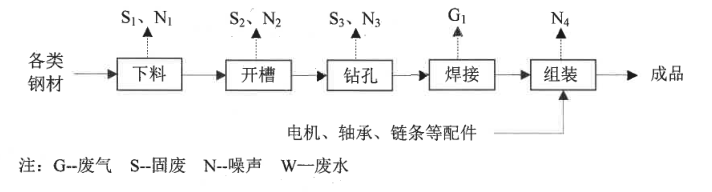 S₁、N₁ S₂、N₂ S₃、N₃ G₁ N₄
各类
钢材 下料 开槽 钻孔 焊接 组装 成品
电机、轴承、链条等配件
注：G--废气 S--固废 N--噪声 W—废水